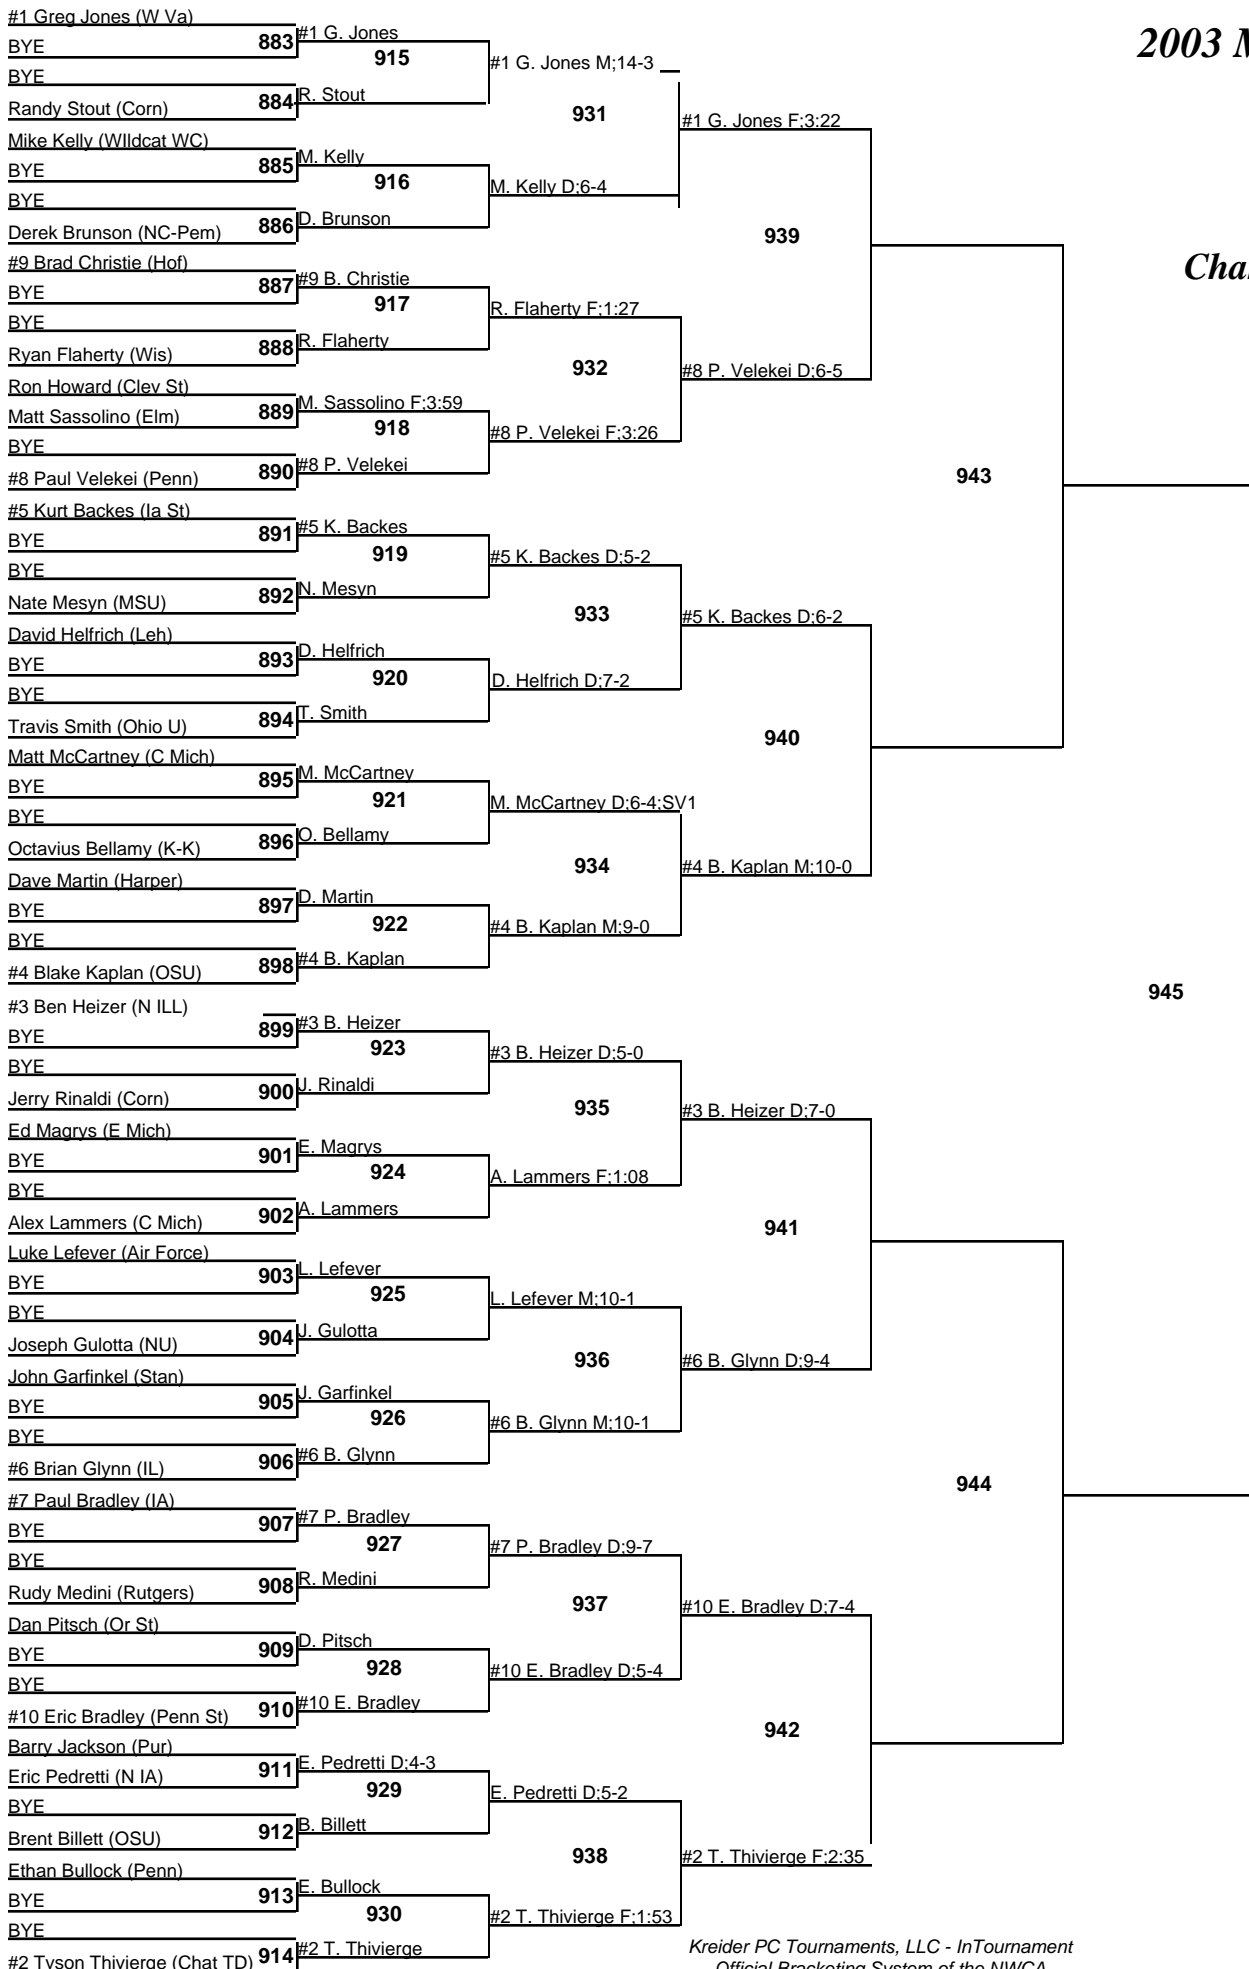 #1 Greg Jones (W Va)
BYE
883
BYE
Randy Stout (Corn)
884
Mike Kelly (WIldcat WC)
BYE
885
BYE
Derek Brunson (NC-Pem)
886
#9 Brad Christie (Hof)
BYE
887
BYE
Ryan Flaherty (Wis)
888
Ron Howard (Clev St)
Matt Sassolino (Elm)
889
BYE
#8 Paul Velekei (Penn)
890
#5 Kurt Backes (Ia St)
BYE
891
BYE
Nate Mesyn (MSU)
892
David Helfrich (Leh)
BYE
893
BYE
Travis Smith (Ohio U)
894
Matt McCartney (C Mich)
BYE
895
BYE
Octavius Bellamy (K-K)
896
Dave Martin (Harper)
BYE
897
BYE
#4 Blake Kaplan (OSU)
898
#3 Ben Heizer (N ILL)
BYE
899
BYE
Jerry Rinaldi (Corn)
900
Ed Magrys (E Mich)
BYE
901
BYE
Alex Lammers (C Mich)
902
Luke Lefever (Air Force)
BYE
903
BYE
Joseph Gulotta (NU)
904
John Garfinkel (Stan)
BYE
905
BYE
#6 Brian Glynn (IL)
906
#7 Paul Bradley (IA)
BYE
907
BYE
Rudy Medini (Rutgers)
908
Dan Pitsch (Or St)
BYE
909
BYE
#10 Eric Bradley (Penn St)
910
Barry Jackson (Pur)
Eric Pedretti (N IA)
911
BYE
Brent Billett (OSU)
912
Ethan Bullock (Penn)
BYE
913
BYE
#2 Tyson Thivierge (Chat TD)
914
#1 G. Jones
915
R. Stout
M. Kelly
916
D. Brunson
#9 B. Christie
917
R. Flaherty
M. Sassolino F;3:59
918
#8 P. Velekei
#5 K. Backes
919
N. Mesyn
D. Helfrich
920
T. Smith
M. McCartney
921
O. Bellamy
D. Martin
922
#4 B. Kaplan
#3 B. Heizer
923
J. Rinaldi
E. Magrys
924
A. Lammers
L. Lefever
925
J. Gulotta
J. Garfinkel
926
#6 B. Glynn
#7 P. Bradley
927
R. Medini
D. Pitsch
928
#10 E. Bradley
E. Pedretti D;4-3
929
B. Billett
E. Bullock
930
#2 T. Thivierge
#1 G. Jones M;14-3
931
M. Kelly D;6-4
R. Flaherty F;1:27
932
#8 P. Velekei F;3:26
#5 K. Backes D;5-2
933
D. Helfrich D;7-2
M. McCartney D;6-4;SV1
934
#4 B. Kaplan M;9-0
#3 B. Heizer D;5-0
935
A. Lammers F;1:08
L. Lefever M;10-1
936
#6 B. Glynn M;10-1
#7 P. Bradley D;9-7
937
#10 E. Bradley D;5-4
E. Pedretti D;5-2
938
#2 T. Thivierge F;1:53
#1 G. Jones F;3:22
939
#8 P. Velekei D;6-5
#5 K. Backes D;6-2
940
#4 B. Kaplan M;10-0
#3 B. Heizer D;7-0
941
#6 B. Glynn D;9-4
#10 E. Bradley D;7-4
942
#2 T. Thivierge F;2:35
943
944
945
2003 M
Cha
Kreider PC Tournaments, LLC - InTournament
Official Bracketing System of the NWCA